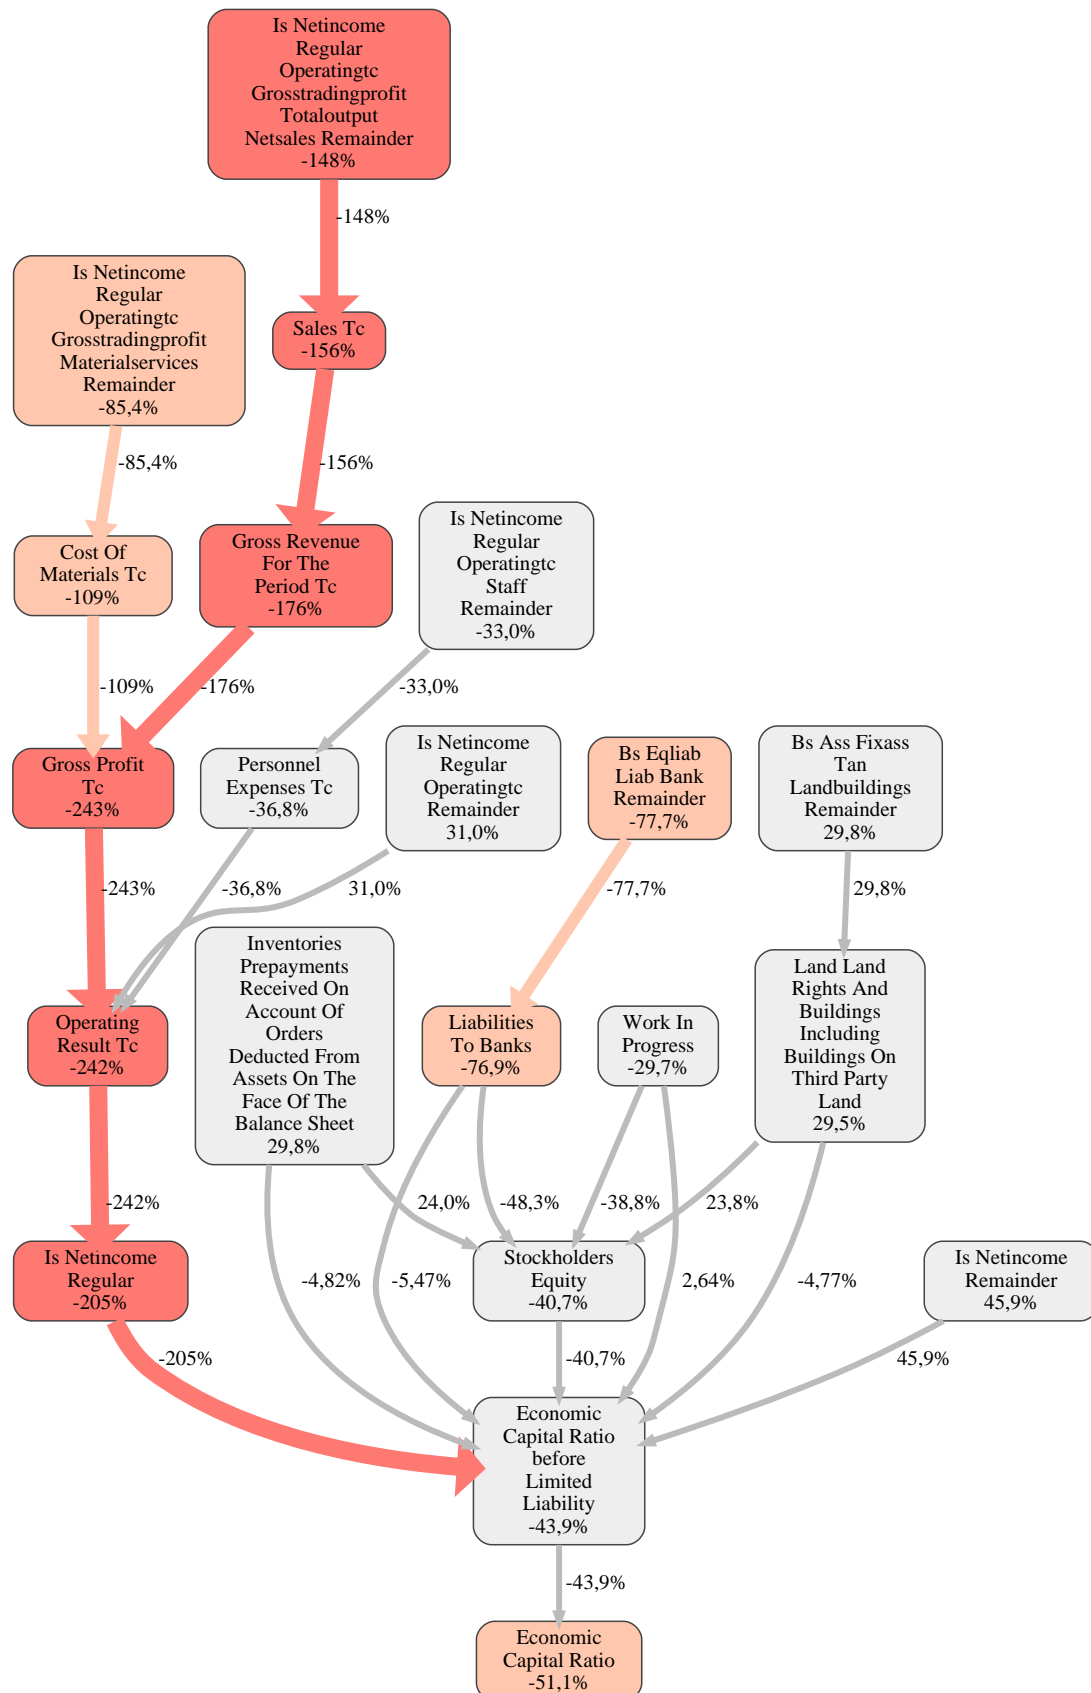 Is Netincome
Regular
Operatingtc
Grosstradingprofit
Totaloutput
Netsales Remainder
-148%
-148%
Is Netincome
Regular
Operatingtc
Grosstradingprofit
Materialservices
Remainder
-85,4%
Sales Tc
-156%
-85,4%
-156%
Cost Of
Materials Tc
-109%
Gross Revenue
For The
Period Tc
-176%
Is Netincome
Regular
Operatingtc
Staff
Remainder
-33,0%
-109%
-176%
-33,0%
Gross Profit
Tc
-243%
Personnel
Expenses Tc
-36,8%
Is Netincome
Regular
Operatingtc
Remainder
31,0%
Bs Eqliab
Liab Bank
Remainder
-77,7%
Bs Ass Fixass
Tan
Landbuildings
Remainder
29,8%
-243%
-36,8%
31,0%
-77,7%
29,8%
Operating
Result Tc
-242%
Inventories
Prepayments
Received On
Account Of
Orders
Deducted From
Assets On The
Face Of The
Balance Sheet
29,8%
Liabilities
To Banks
-76,9%
Work In
Progress
-29,7%
Land Land
Rights And
Buildings
Including
Buildings On
Third Party
Land
29,5%
-242%
24,0%
-48,3%
-38,8%
23,8%
Is Netincome
Regular
-205%
-4,82%
-5,47%
Stockholders
Equity
-40,7%
2,64%
-4,77%
Is Netincome
Remainder
45,9%
-205%
-40,7%
45,9%
Economic
Capital Ratio
before
Limited
Liability
-43,9%
-43,9%
Economic
Capital Ratio
-51,1%